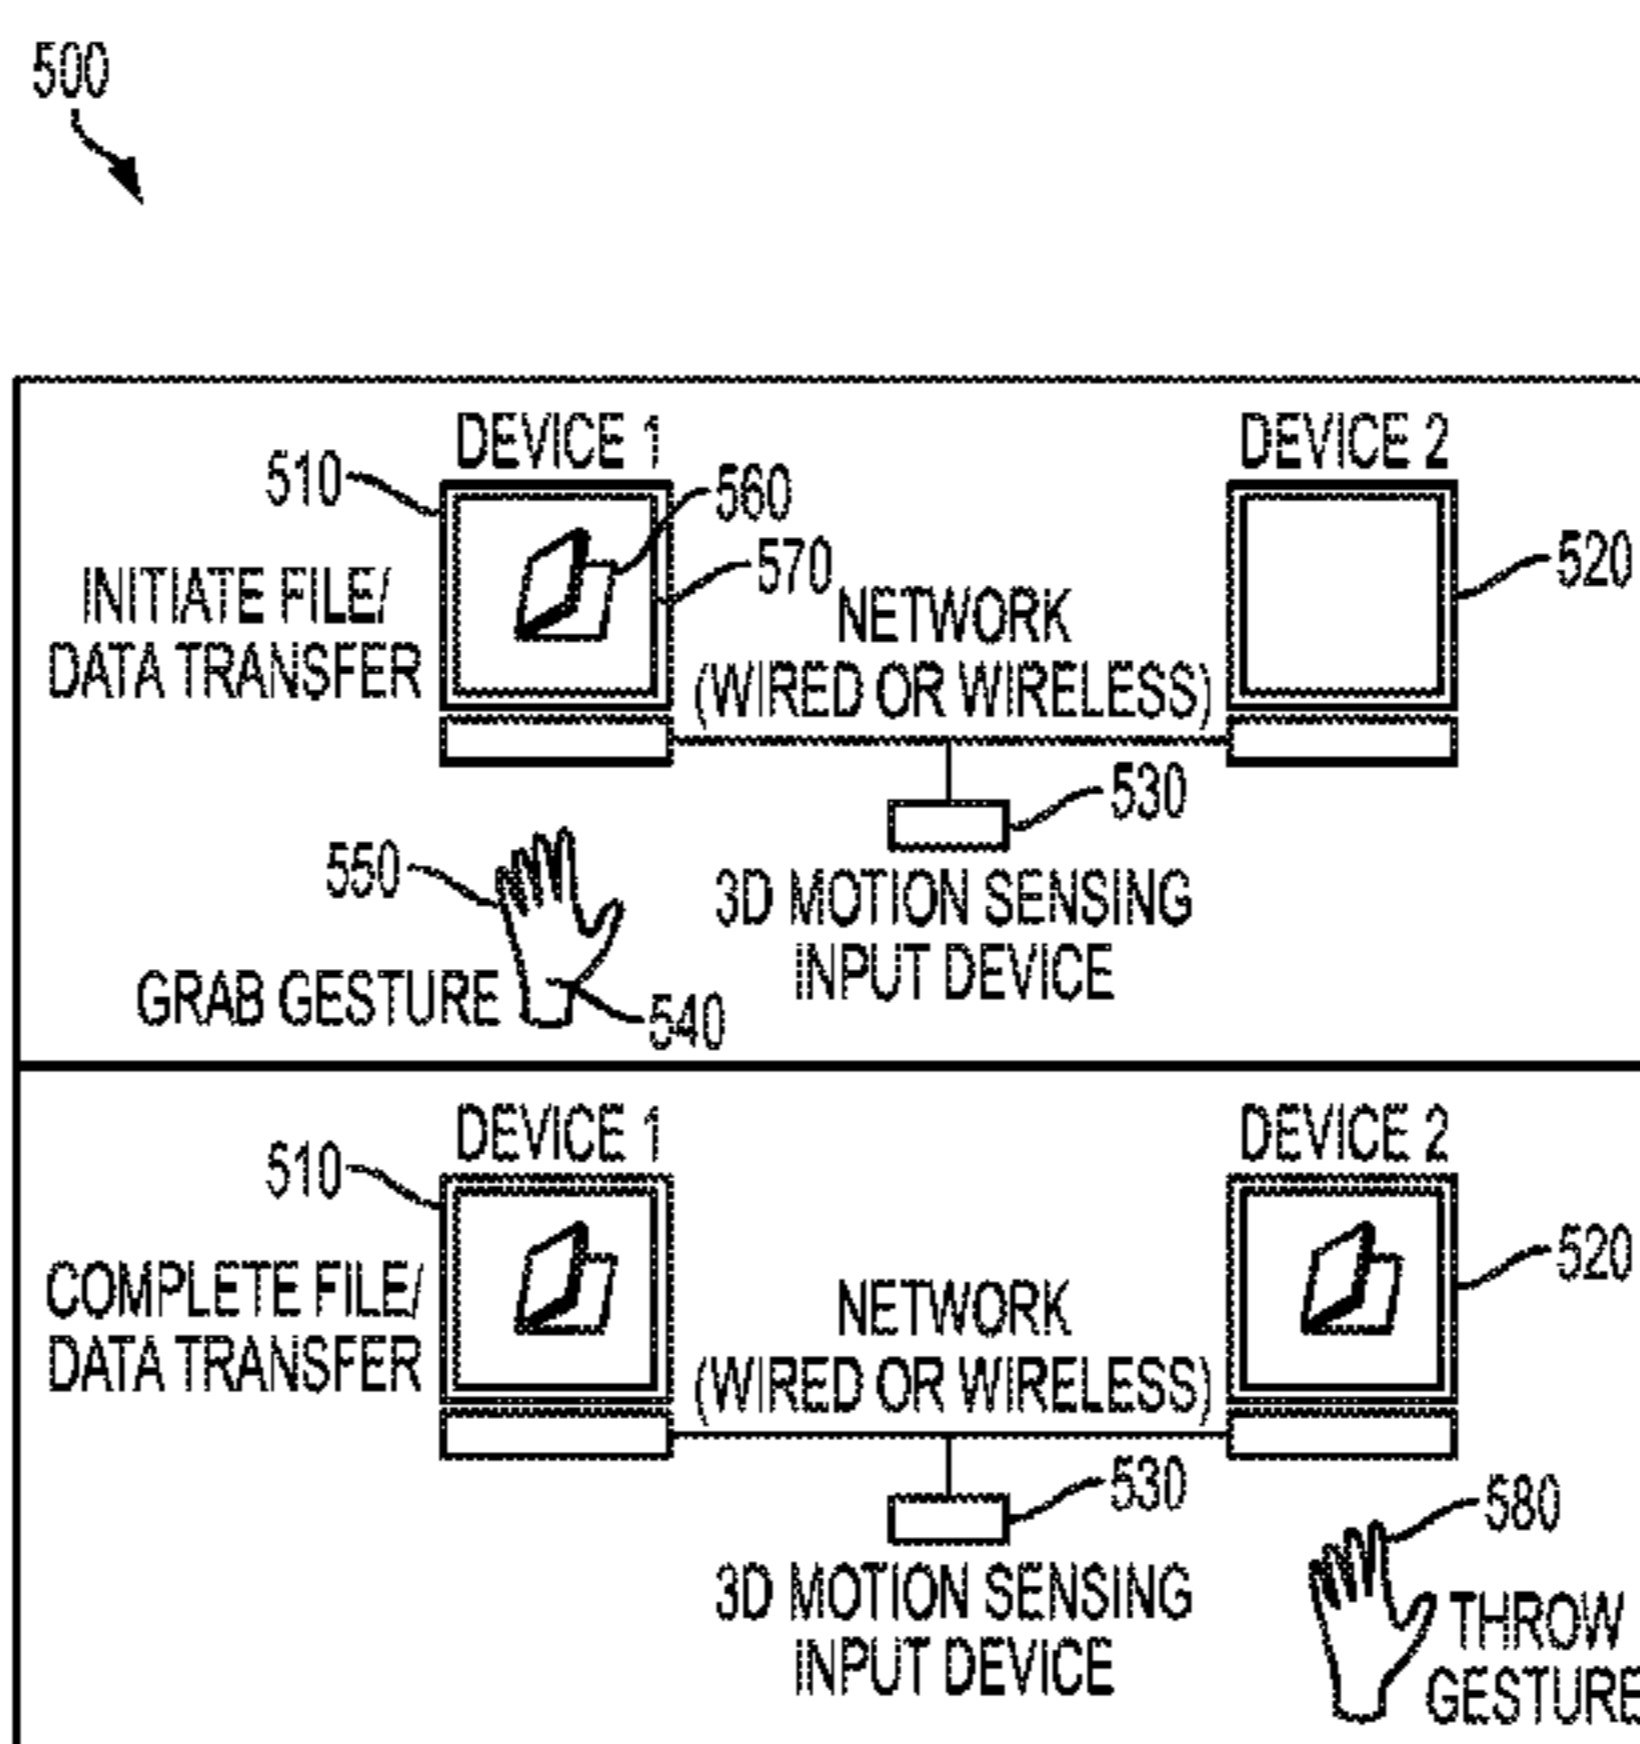 500
DEVICE 1
DEVICE 2
510
560
570
520
INITIATE FILE/
DATA TRANSFER
NETWORK
(WIRED OR WIRELESS)
530
550
3D MOTION SENSING
INPUT DEVICE
GRAB GESTURE
540
DEVICE 1
DEVICE 2
510
520
COMPLETE FILE/
DATA TRANSFER
NETWORK
(WIRED OR WIRELESS)
530
580
3D MOTION SENSING
INPUT DEVICE
THROW
GESTURE